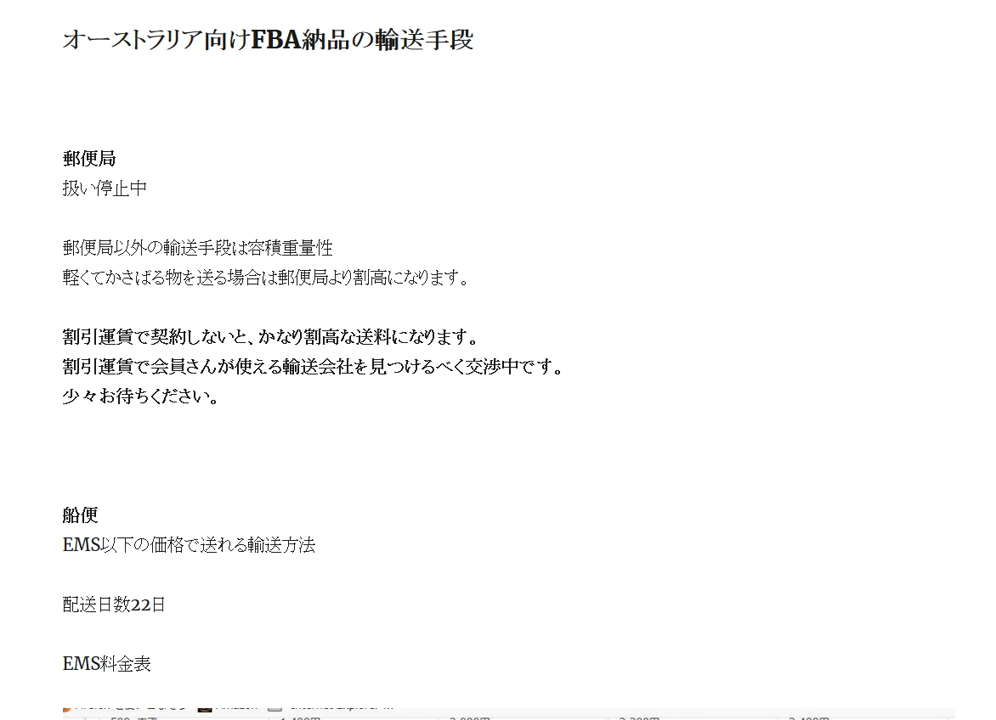 オーストラリア向けFBA納品の輸送手段
郵便局
扱い停止中
郵便局以外の輸送手段は容積重量性
軽くてかさばる物を送る場合は郵便局より割高になります。
割引運賃で契約しないと、かなり割高な送料になります。
割引運賃で会員さんが使える輸送会社を見つけるべく交渉中です。
少々お待ちください。
船便
EMS以下の価格で送れる輸送方法
配送日数22日
EMS料金表